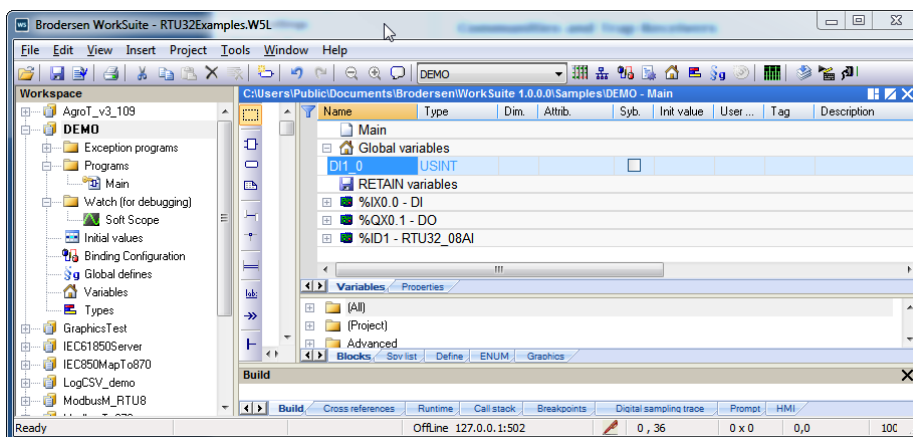 Brodersen WorkSuite - RTU32Examples.W5L
Communities and Trap Receivers
File Edit View Insert Project Tools Window Help
DEMO
Workspace
C:\Users\Public\Documents\Brodersen\WorkSuite 1.0.0.0\Samples\DEMO - Main
AgroT_v3_109
DEMO
Exception programs
Programs
Main
Watch (for debugging)
Soft Scope
Initial values
Binding Configuration
Global defines
Variables
Types
GraphicsTest
IEC61850Server
IEC850MapTo870
LogCSV_demo
ModbusM_RTU8
Name Type Dim. Attrib. Syb. Init value User ... Tag Description
Main
Global variables
DI1_0 USINT
RETAIN variables
%IX0.0 - DI
%QX0.1 - DO
%ID1 - RTU32_08AI
Variables Properties
(All)
(Project)
Advanced
Blocks Spy list Define ENUM Graphics
Build
Build Cross references Runtime Call stack Breakpoints Digital sampling trace Prompt HMI
Ready OffLine 127.0.0.1:502 0 , 36 0 x 0 0,0 100